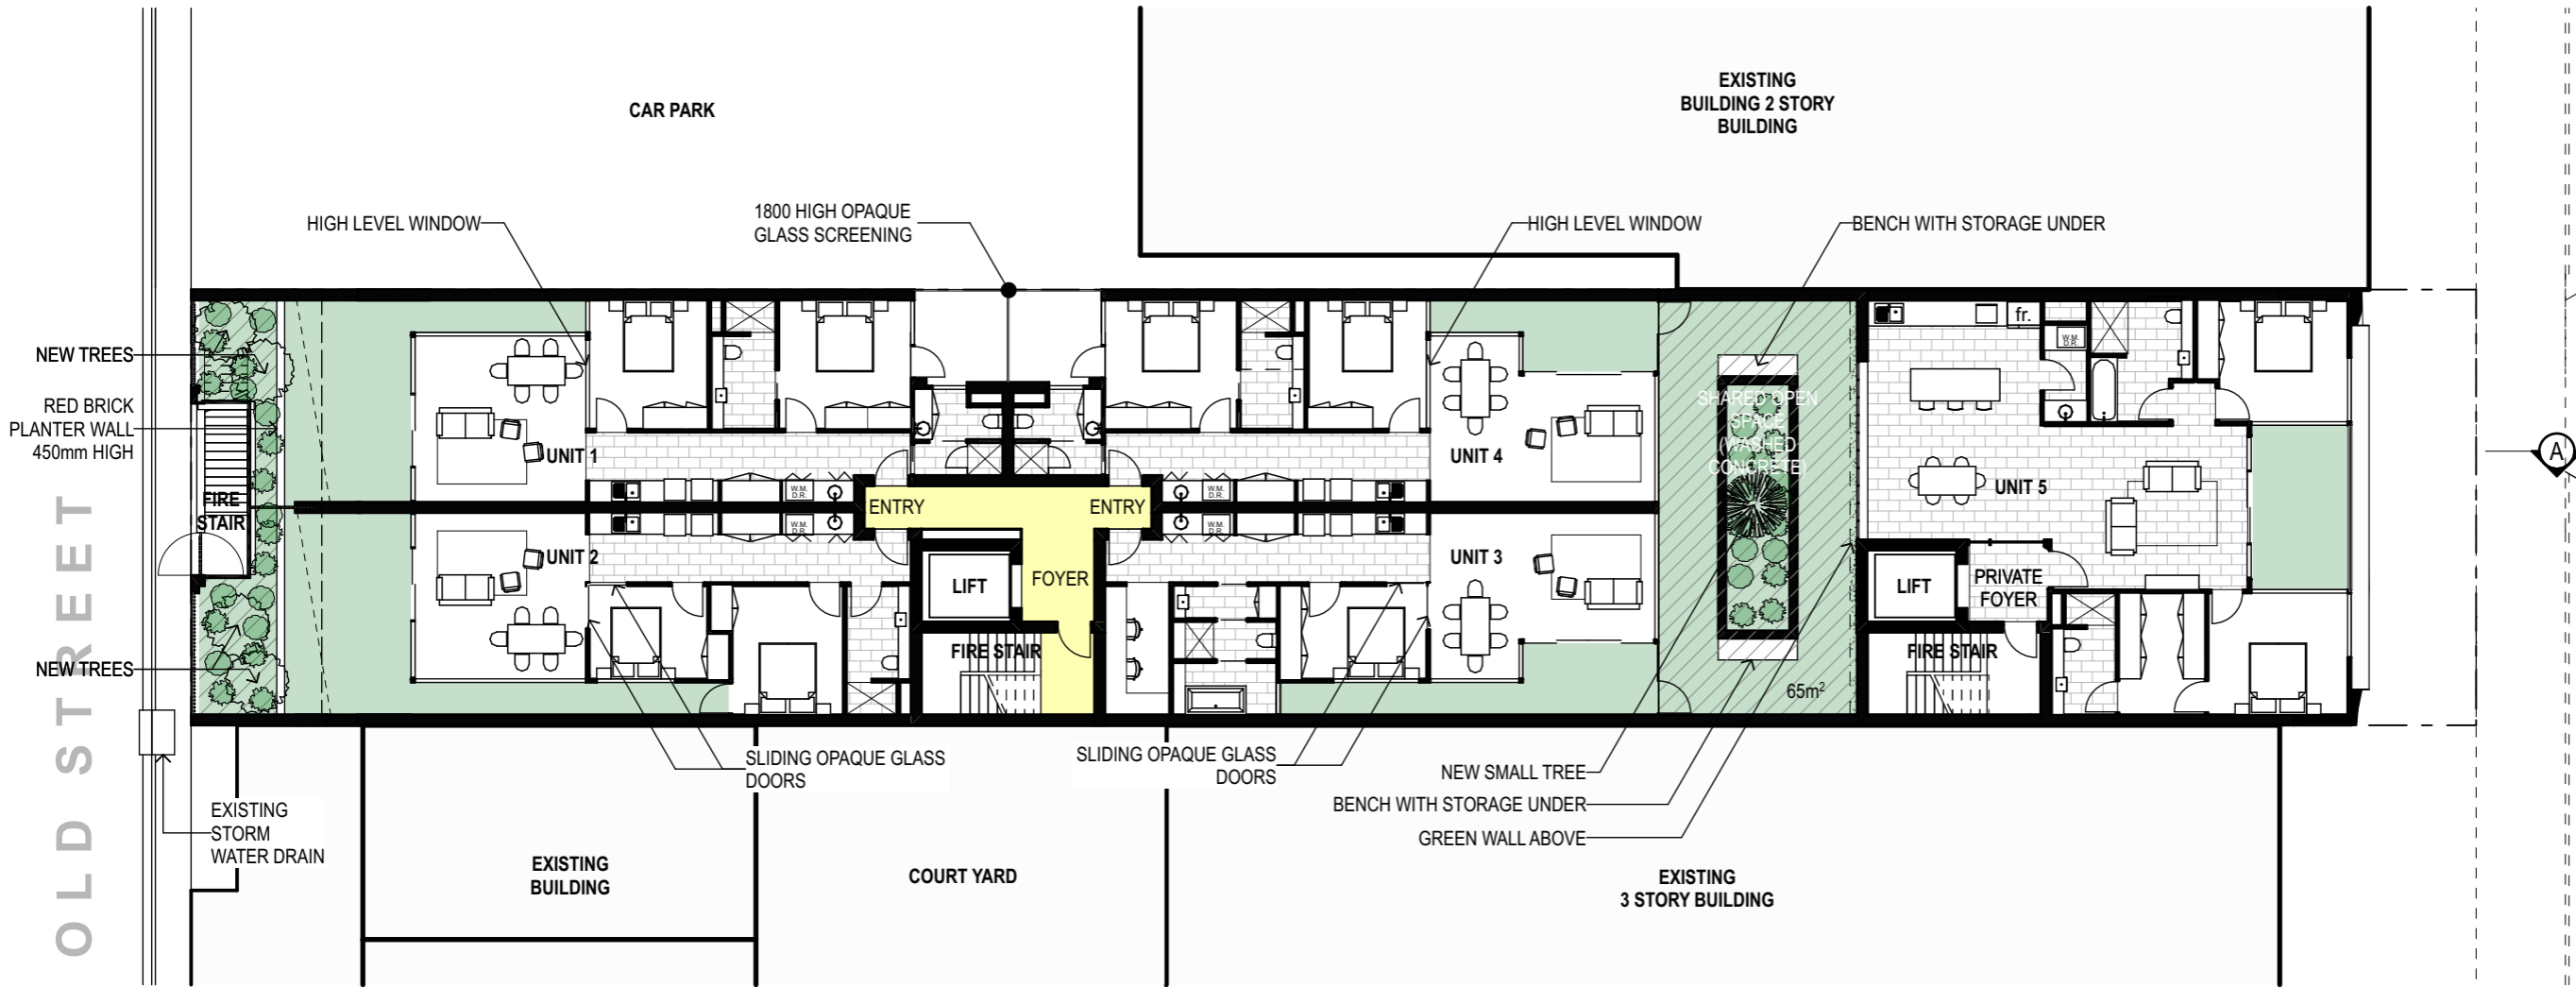 CAR PARK
EXISTING
BUILDING 2 STORY
BUILDING
HIGH LEVEL WINDOW
1800 HIGH OPAQUE
GLASS SCREENING
HIGH LEVEL WINDOW
BENCH WITH STORAGE UNDER
NEW TREES
RED BRICK
PLANTER WALL
450mm HIGH
FIRE
STAIR
NEW TREES
OLD STREET
EXISTING
STORM
WATER DRAIN
UNIT 1
UNIT 2
W.M.
D.R.
W.M.
D.R.
ENTRY
ENTRY
FOYER
LIFT
FIRE STAIR
W.M.
D.R.
W.M.
D.R.
UNIT 4
UNIT 3
SHARED OPEN
SPACE
(WASHED
CONCRETE)
65m²
fr.
W.M.
D.R.
UNIT 5
LIFT
PRIVATE
FOYER
FIRE STAIR
A
SLIDING OPAQUE GLASS
DOORS
SLIDING OPAQUE GLASS
DOORS
NEW SMALL TREE
BENCH WITH STORAGE UNDER
GREEN WALL ABOVE
EXISTING
BUILDING
COURT YARD
EXISTING
3 STORY BUILDING